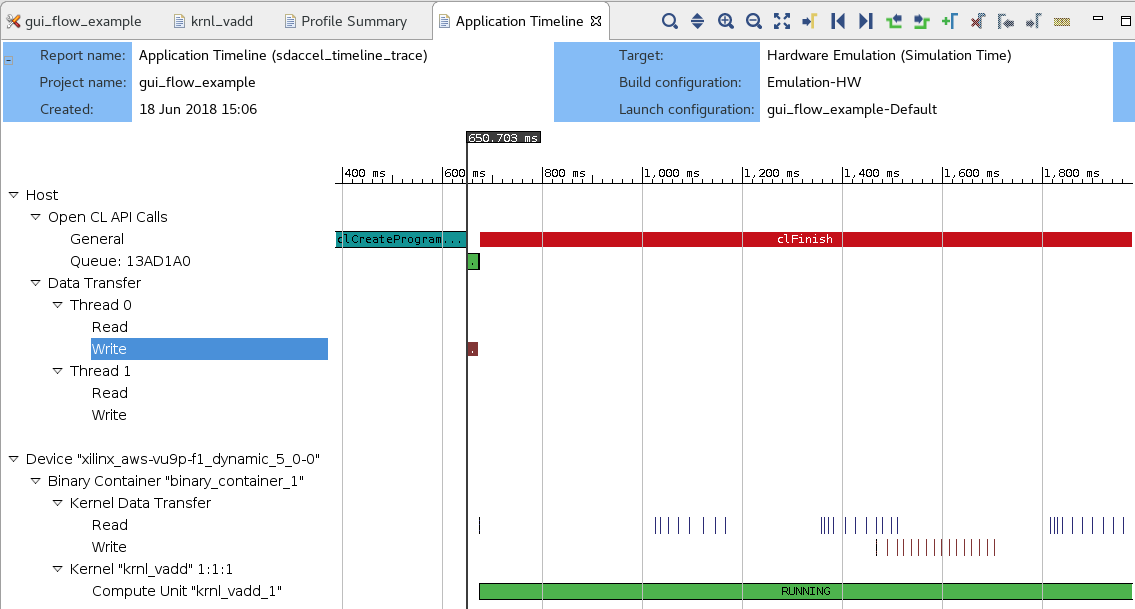 gui_flow_example krnl_vadd Profile Summary Application Timeline
Report name: Application Timeline (sdaccel_timeline_trace) Target: Hardware Emulation (Simulation Time)
Project name: gui_flow_example Build configuration: Emulation-HW
Created: 18 Jun 2018 15:06 Launch configuration: gui_flow_example-Default
650.703 ms
400 ms 600 ms 800 ms 1,000 ms 1,200 ms 1,400 ms 1,600 ms 1,800 ms
Host
Open CL API Calls
General clCreateProgram... clFinish
Queue: 13AD1A0 .
Data Transfer
Thread 0
Read
Write .
Thread 1
Read
Write
Device "xilinx_aws-vu9p-f1_dynamic_5_0-0"
Binary Container "binary_container_1"
Kernel Data Transfer
Read
Write
Kernel "krnl_vadd" 1:1:1
Compute Unit "krnl_vadd_1" RUNNING